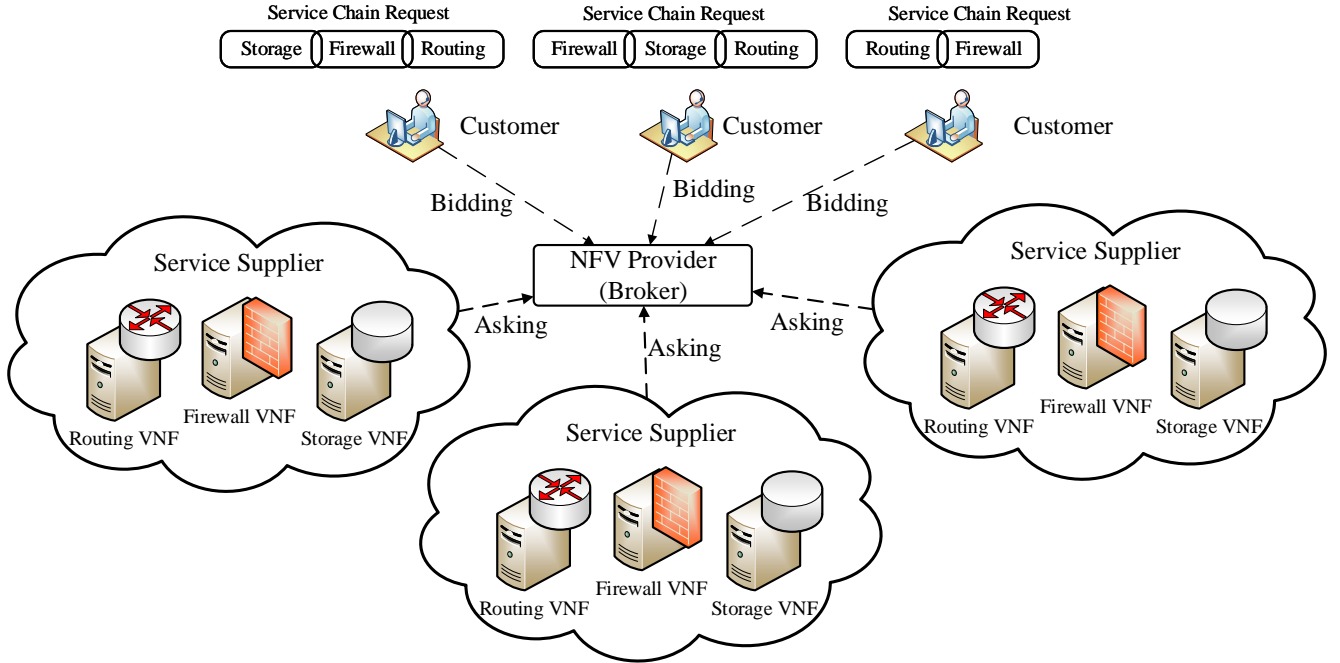 Service Chain Request
Storage Firewall Routing
Service Chain Request
Firewall Storage Routing
Service Chain Request
Routing Firewall
Customer
Customer
Customer
Bidding
Bidding
Bidding
NFV Provider
(Broker)
Service Supplier
Routing VNF
Firewall VNF
Storage VNF
Asking
Asking
Asking
Service Supplier
Routing VNF
Firewall VNF
Storage VNF
Service Supplier
Routing VNF
Firewall VNF
Storage VNF